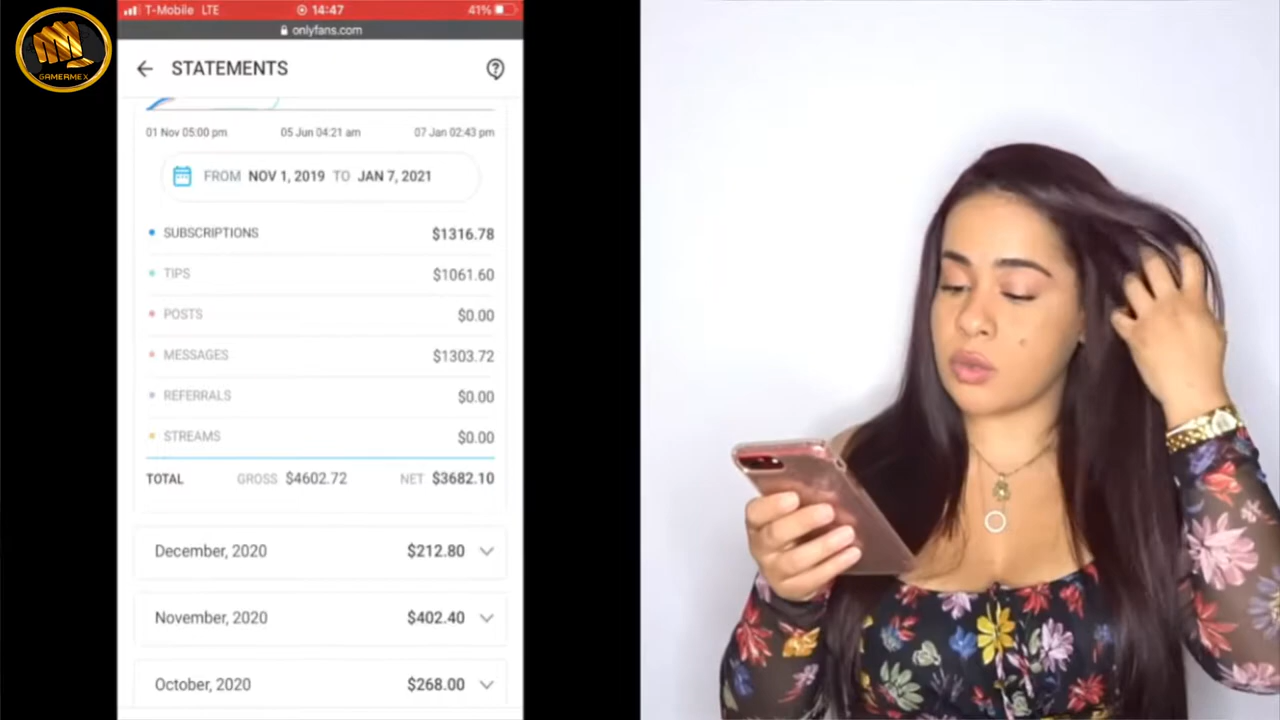 T-Mobile LTE 14:47 41%
onlyfans.com
STATEMENTS
01 Nov 05:00 pm 05 Jun 04:21 am 07 Jan 02:43 pm
FROM NOV 1, 2019 TO JAN 7, 2021
SUBSCRIPTIONS $1316.78
TIPS $1061.60
POSTS $0.00
MESSAGES $1303.72
REFERRALS $0.00
STREAMS $0.00
TOTAL GROSS $4602.72 NET $3682.10
December, 2020 $212.80
November, 2020 $402.40
October, 2020 $268.00
GAMERMEX